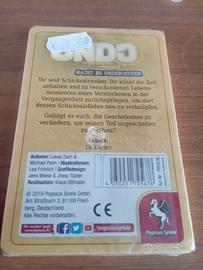 MACHT ES UNGESCHEHEN
Ihr seid Schicksalsweber. Ihr könnt die Zeit
anhalten und zu verschiedenen Lebens-
momenten eines Verstorbenen in der
Vergangenheit zurückspringen, um dort
dessen Schicksalsfäden neu zu verknüpfen.
Gelingt es euch, die Geschehnisse zu
verändern, um seinen Tod ungeschehen
zu machen?
Inhalt:
18 Karten
Autoren: Lukas Zach &
Michael Palm | Illustrationen:
Lea Fröhlich | Grafikdesign:
Jens Wiese & Jessy Töpfer
Realisation: Klaus Ottmaier
© 2019 Pegasus Spiele GmbH,
Am Straßbach 3, 61169 Fried-
berg, Deutschland.
Alle Rechte vorbehalten.
Pegasus Spiele
/pegasusspiele